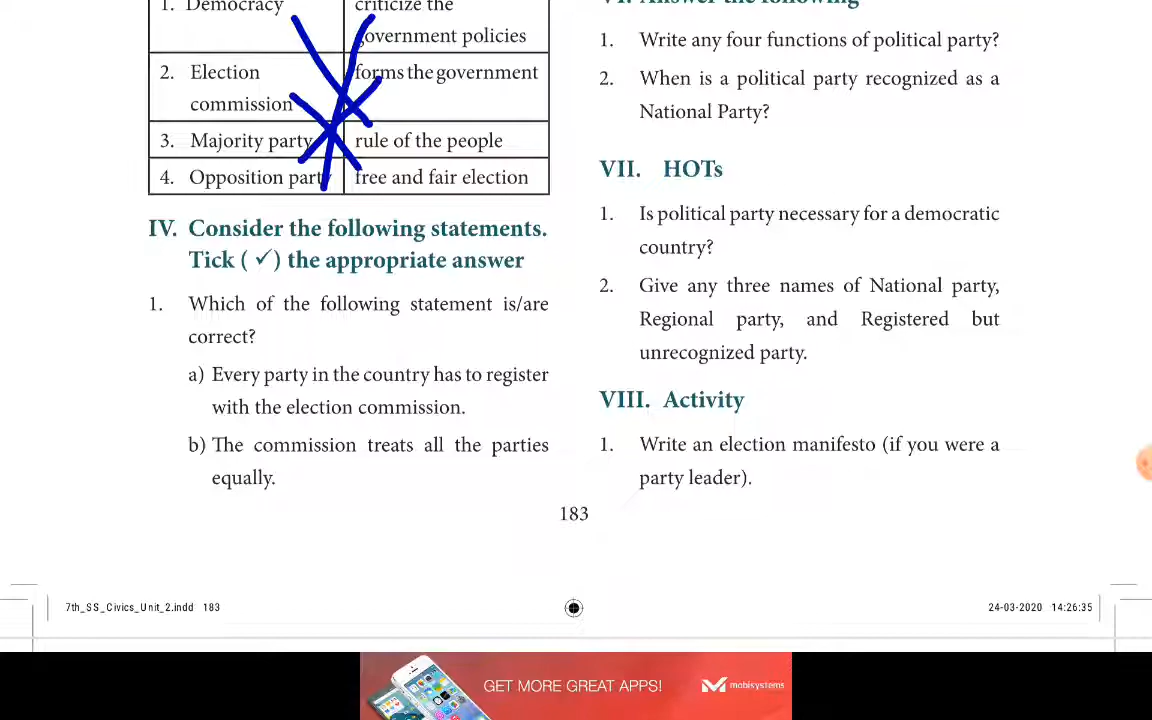 1. Democracy
criticize the
government policies
2. Election
commission
forms the government
3. Majority party
rule of the people
4. Opposition party
free and fair election
IV. Consider the following statements.
Tick ( ✓ ) the appropriate answer
1. Which of the following statement is/are
correct?
a) Every party in the country has to register
with the election commission.
b) The commission treats all the parties
equally.
VI. Answer the following
1. Write any four functions of political party?
2. When is a political party recognized as a
National Party?
VII. HOTs
1. Is political party necessary for a democratic
country?
2. Give any three names of National party,
Regional party, and Registered but
unrecognized party.
VIII. Activity
1. Write an election manifesto (if you were a
party leader).
183
7th_SS_Civics_Unit_2.indd 183
24-03-2020 14:26:35
GET MORE GREAT APPS!
mobisystems